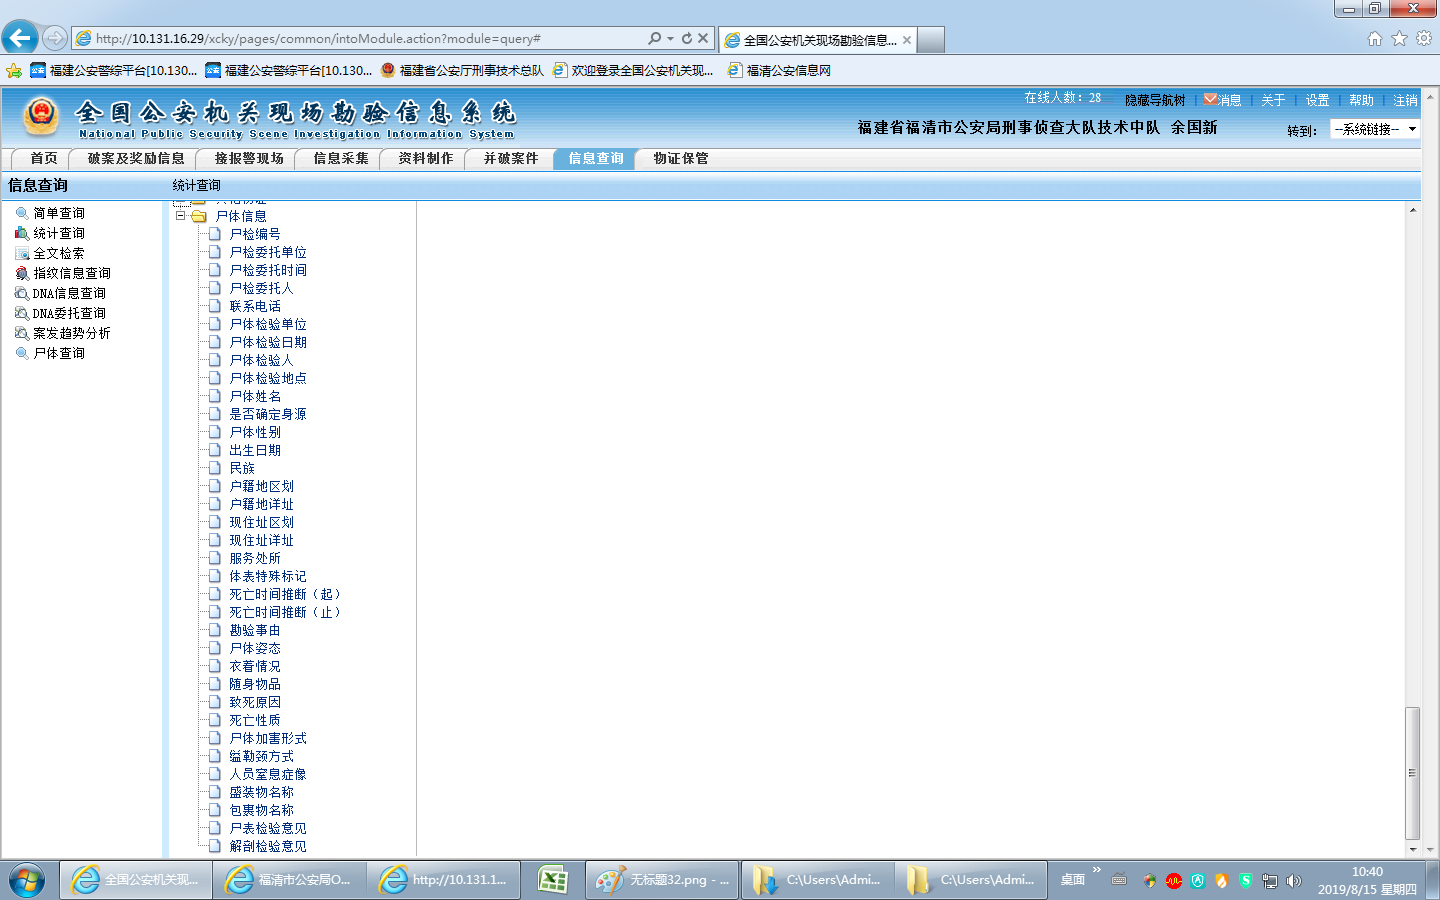 http://10.131.16.29/xcky/pages/common/intoModule.action?module=query#
全国公安机关现场勘验信息...
福建公安警综平台[10.130...
福建公安警综平台[10.130...
福建省公安厅刑事技术总队
欢迎登录全国公安机关现...
福清公安信息网
全国公安机关现场勘验信息系统
National Public Security Scene Investigation Information System
在线人数：28
隐藏导航树
消息
关于
设置
帮助
注销
福建省福清市公安局刑事侦查大队技术中队 余国新
转到：
--系统链接--
首页
破案及奖励信息
接报警现场
信息采集
资料制作
并破案件
信息查询
物证保管
信息查询
统计查询
简单查询
统计查询
全文检索
指纹信息查询
DNA信息查询
DNA委托查询
案发趋势分析
尸体查询
尸体信息
尸检编号
尸检委托单位
尸检委托时间
尸检委托人
联系电话
尸体检验单位
尸体检验日期
尸体检验人
尸体检验地点
尸体姓名
是否确定身源
尸体性别
出生日期
民族
户籍地区划
户籍地详址
现住址区划
现住址详址
服务处所
体表特殊标记
死亡时间推断（起）
死亡时间推断（止）
勘验事由
尸体姿态
衣着情况
随身物品
致死原因
死亡性质
尸体加害形式
缢勒颈方式
人员窒息症像
盛装物名称
包裹物名称
尸表检验意见
解剖检验意见
全国公安机关现...
福清市公安局O...
http://10.131.1...
无标题32.png - ...
C:\Users\Admi...
C:\Users\Admi...
桌面
10:40
2019/8/15 星期四